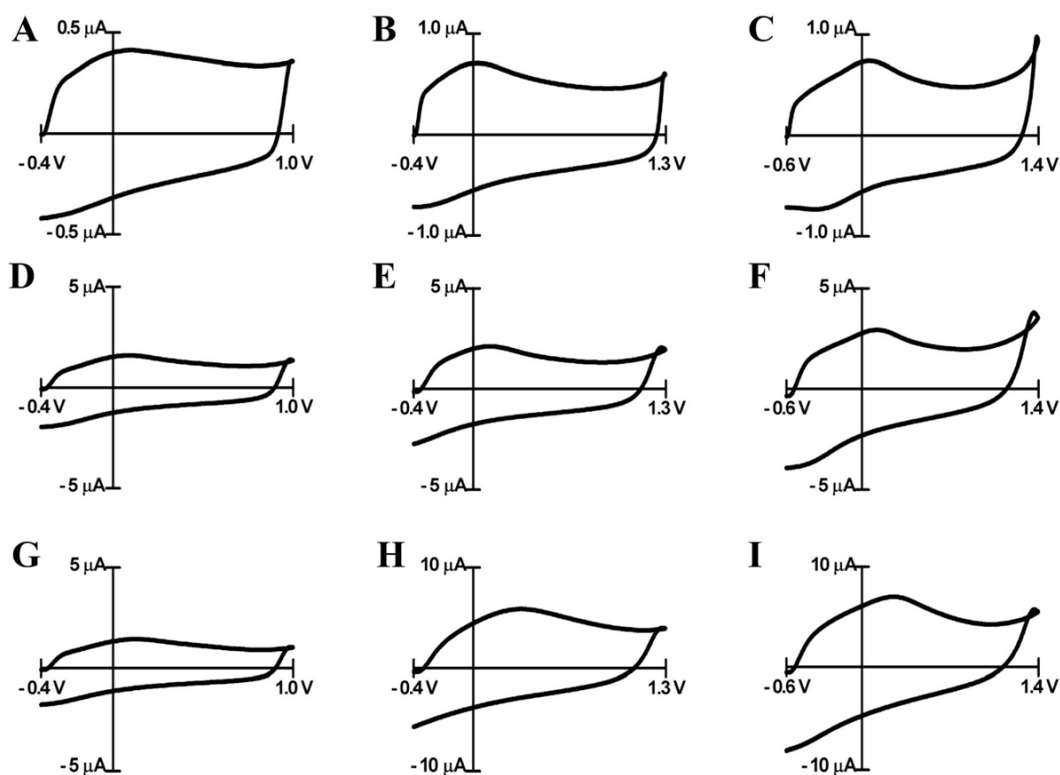 A
0.5 µA
- 0.4 V
1.0 V
- 0.5 µA
B
1.0 µA
- 0.4 V
1.3 V
- 1.0 µA
C
1.0 µA
- 0.6 V
1.4 V
- 1.0 µA
D
5 µA
- 0.4 V
1.0 V
- 5 µA
E
5 µA
- 0.4 V
1.3 V
- 5 µA
F
5 µA
- 0.6 V
1.4 V
- 5 µA
G
5 µA
- 0.4 V
1.0 V
- 5 µA
H
10 µA
- 0.4 V
1.3 V
- 10 µA
I
10 µA
- 0.6 V
1.4 V
- 10 µA